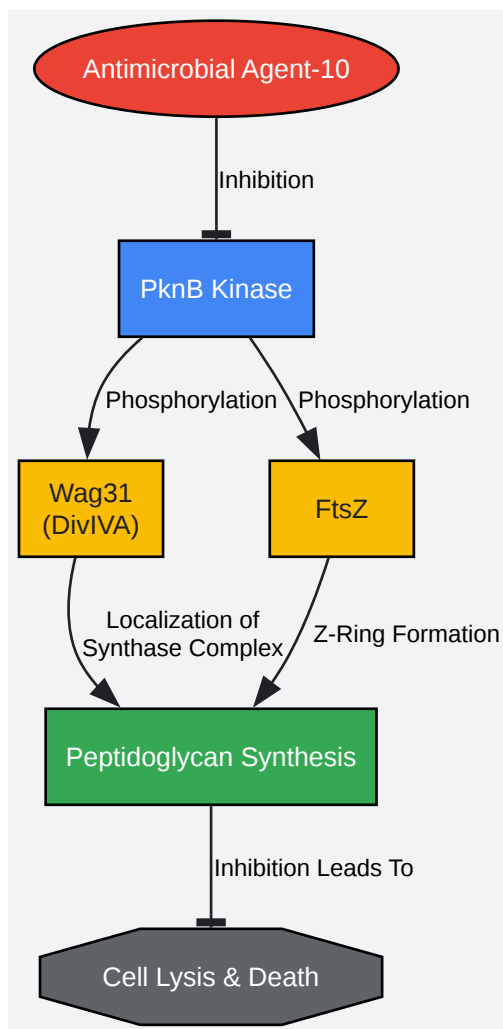 Antimicrobial Agent-10
Inhibition
PknB Kinase
Phosphorylation
Phosphorylation
Wag31
(DivIVA)
FtsZ
Localization of
Synthase Complex
Z-Ring Formation
Peptidoglycan Synthesis
Inhibition Leads To
Cell Lysis & Death